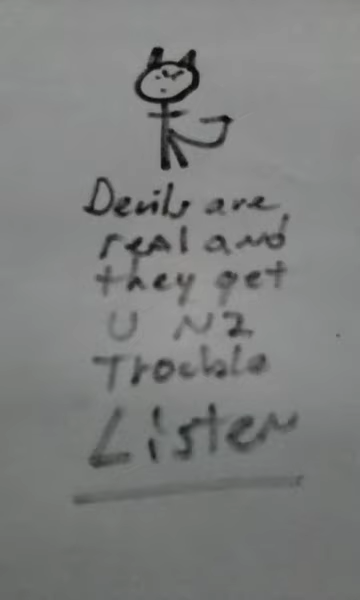 Devils are
real and
they get
U N2
Trouble
Listen